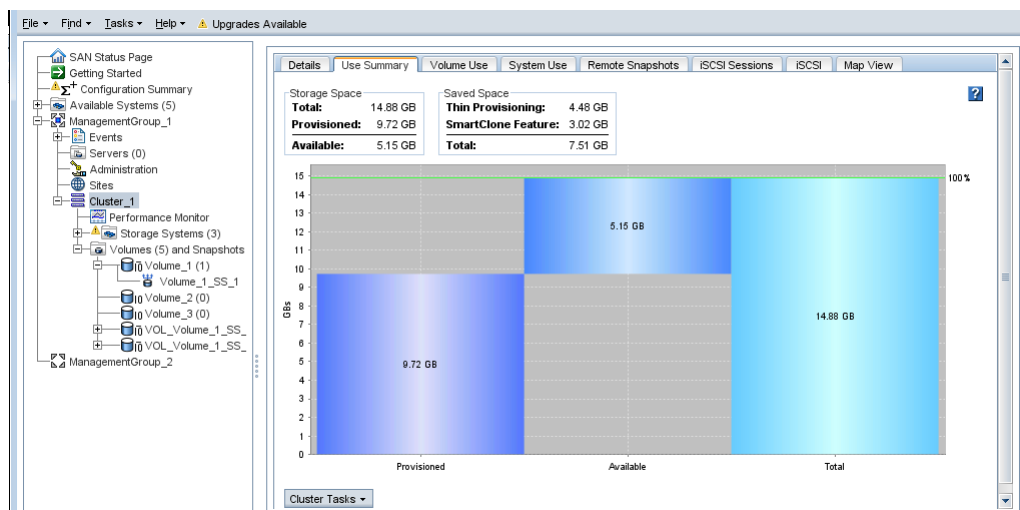 File Find Tasks Help Upgrades Available
SAN Status Page
Getting Started
Configuration Summary
Available Systems (5)
ManagementGroup_1
Events
Servers (0)
Administration
Sites
Cluster_1
Performance Monitor
Storage Systems (3)
Volumes (5) and Snapshots
Volume_1 (1)
Volume_1_SS_1
Volume_2 (0)
Volume_3 (0)
VOL_Volume_1_SS_
VOL_Volume_1_SS_
ManagementGroup_2
Details Use Summary Volume Use System Use Remote Snapshots iSCSI Sessions iSCSI Map View
Storage Space
Total: 14.88 GB
Provisioned: 9.72 GB
Available: 5.15 GB
Saved Space
Thin Provisioning: 4.48 GB
SmartClone Feature: 3.02 GB
Total: 7.51 GB
?
15
14
13
12
11
10
9
8
7
6
5
4
3
2
1
0
GBs
100%
9.72 GB
5.15 GB
14.88 GB
Provisioned Available Total
Cluster Tasks